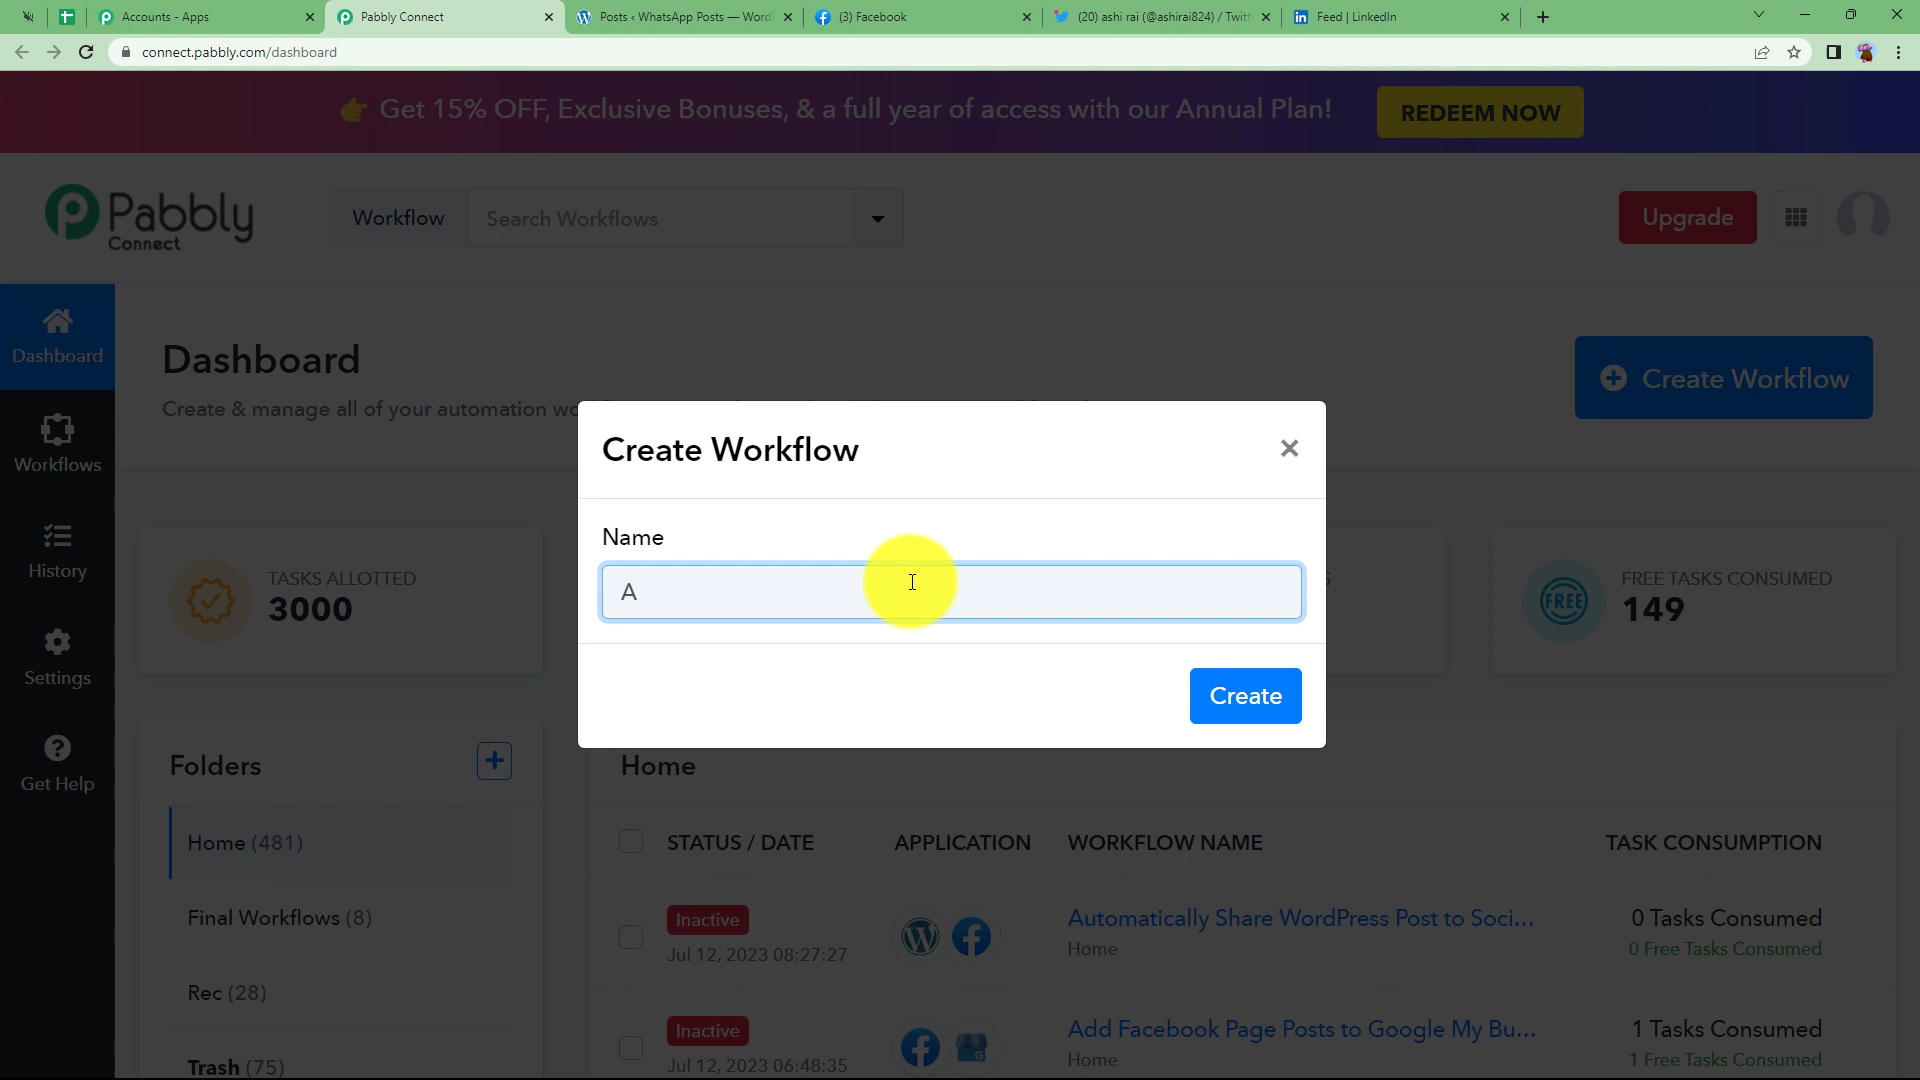 Accounts - Apps
Pabbly Connect
Posts ‹ WhatsApp Posts — Word
(3) Facebook
(20) ashi rai (@ashirai824) / Twitt
Feed | LinkedIn
connect.pabbly.com/dashboard
👉 Get 15% OFF, Exclusive Bonuses, & a full year of access with our Annual Plan!
REDEEM NOW
Pabbly
Connect
Workflow
Search Workflows
Upgrade
Dashboard
Workflows
History
Settings
Get Help
Dashboard
Create & manage all of your automation wo
Create Workflow
Create Workflow
Name
A
Create
TASKS ALLOTTED
3000
FREE
FREE TASKS CONSUMED
149
Folders
Home (481)
Final Workflows (8)
Rec (28)
Trash (75)
Home
STATUS / DATE
APPLICATION
WORKFLOW NAME
TASK CONSUMPTION
Inactive
Jul 12, 2023 08:27:27
Automatically Share WordPress Post to Soci...
Home
0 Tasks Consumed
0 Free Tasks Consumed
Inactive
Jul 12, 2023 06:48:35
Add Facebook Page Posts to Google My Bu...
Home
1 Tasks Consumed
1 Free Tasks Consumed